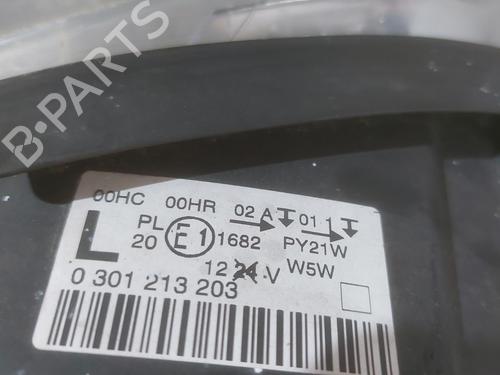 B-PARTS
00HC 00HR 02 A 01 1
L PL E1 1682 PY21W
20 W5W
12 24 V
0 301 213 203